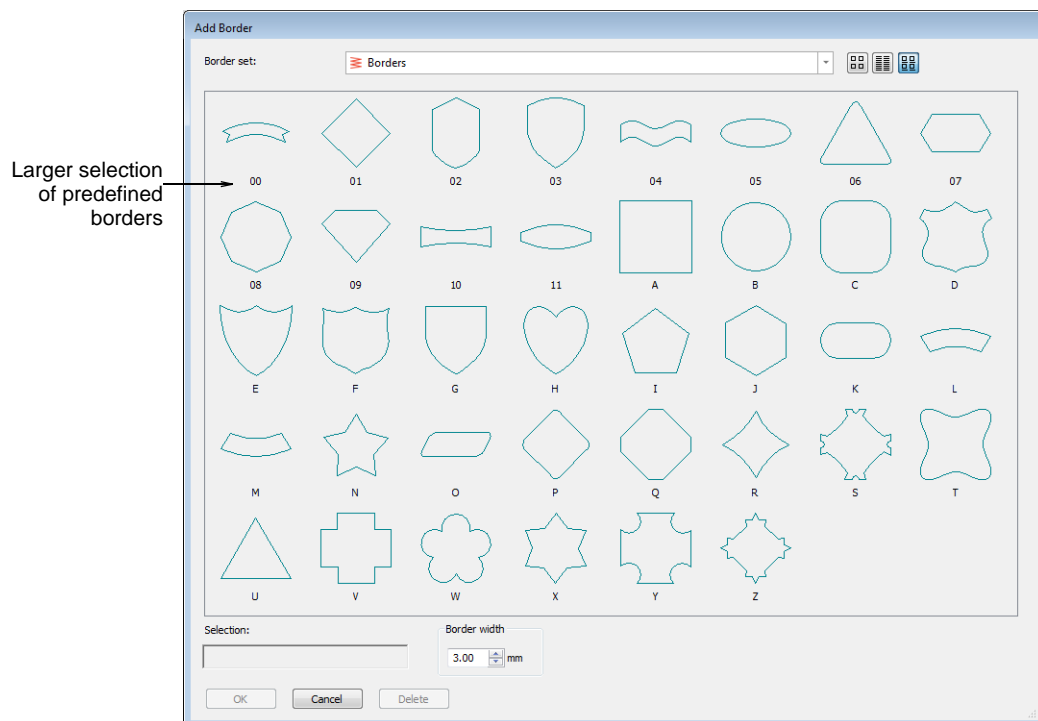 Add Border
Border set:
Borders
Larger selection
of predefined
borders
00 01 02 03 04 05 06 07
08 09 10 11 A B C D
E F G H I J K L
M N O P Q R S T
U V W X Y Z
Selection:
Border width
3.00 mm
OK Cancel Delete